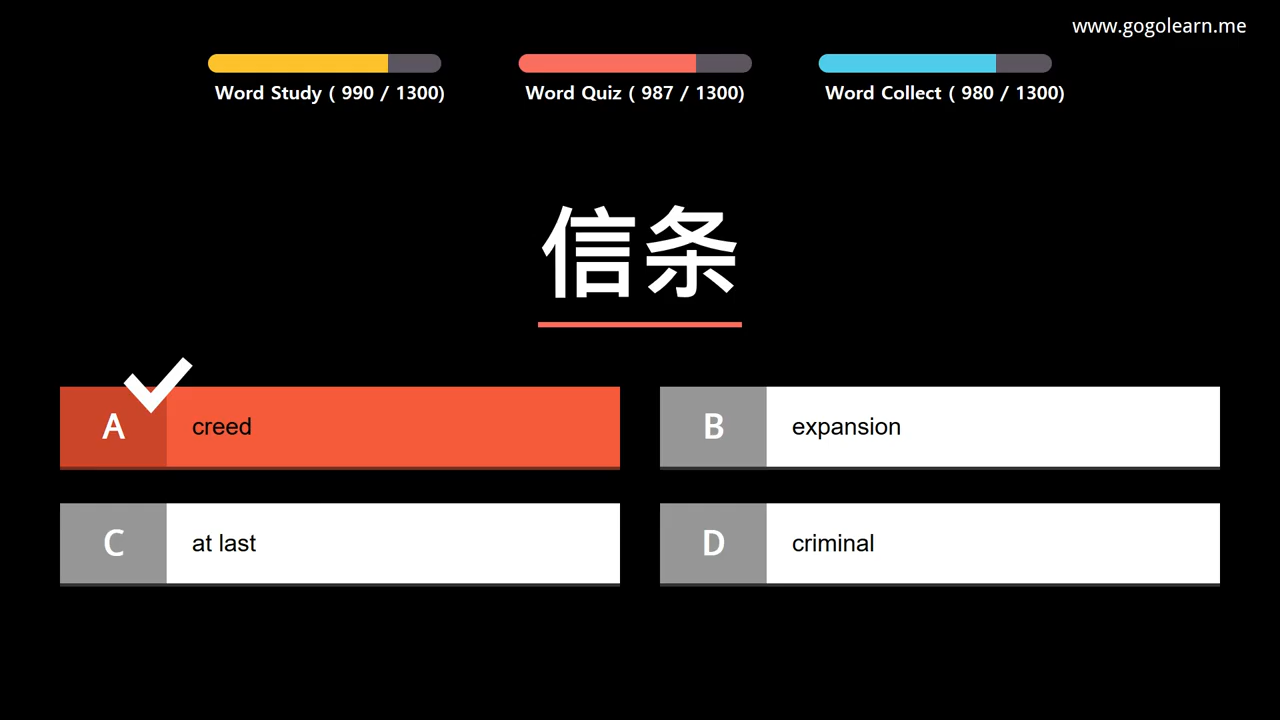 www.gogolearn.me
Word Study ( 990 / 1300)
Word Quiz ( 987 / 1300)
Word Collect ( 980 / 1300)
信条
A creed
B expansion
C at last
D criminal